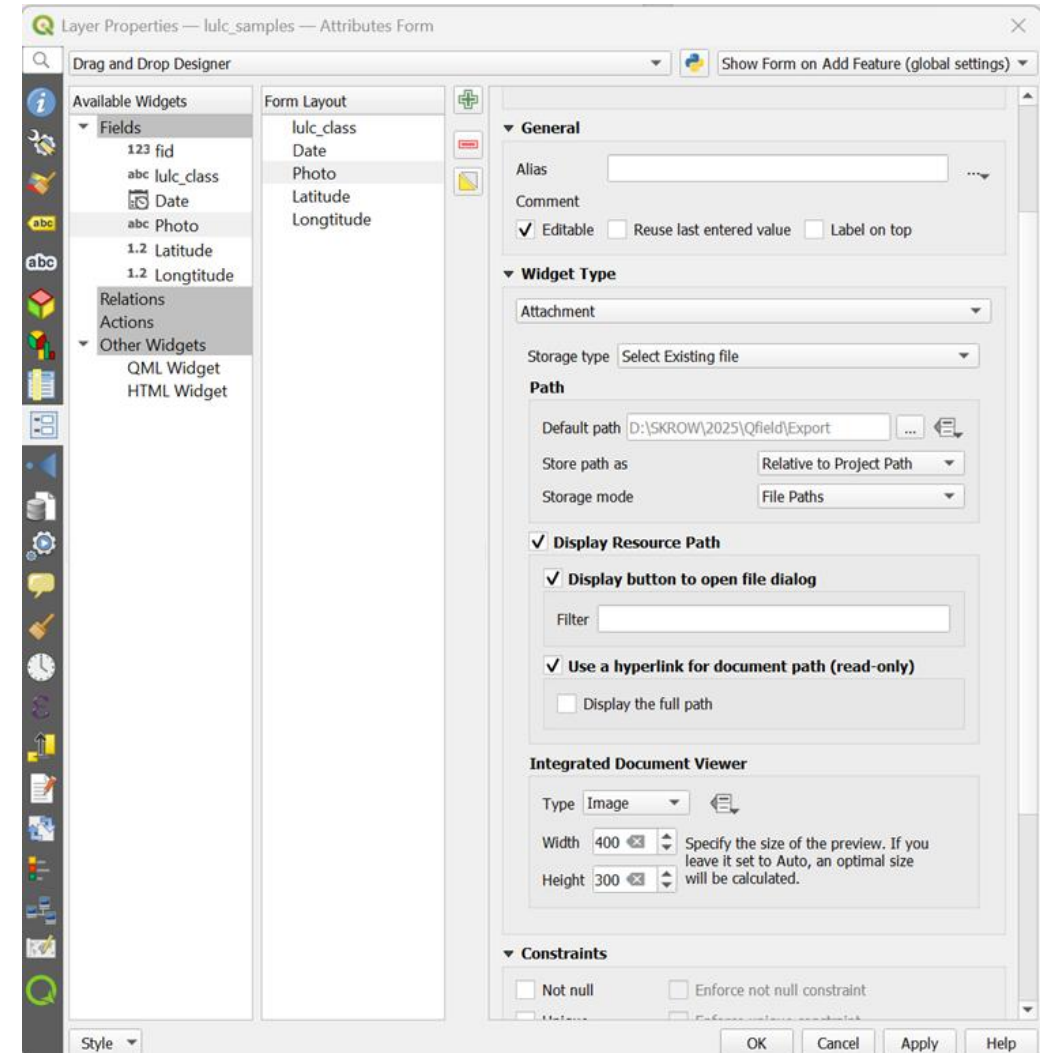 Layer Properties — lulc_samples — Attributes Form
Drag and Drop Designer
Show Form on Add Feature (global settings)
Available Widgets
Fields
123 fid
abc lulc_class
Date
abc Photo
1.2 Latitude
1.2 Longtitude
Relations
Actions
Other Widgets
QML Widget
HTML Widget
Form Layout
lulc_class
Date
Photo
Latitude
Longtitude
General
Alias
...
Comment
Editable Reuse last entered value Label on top
Widget Type
Attachment
Storage type Select Existing file
Path
Default path D:\SKROW\2025\Qfield\Export ...
Store path as Relative to Project Path
Storage mode File Paths
Display Resource Path
Display button to open file dialog
Filter
Use a hyperlink for document path (read-only)
Display the full path
Integrated Document Viewer
Type Image
Width 400
Height 300
Specify the size of the preview. If you
leave it set to Auto, an optimal size
will be calculated.
Constraints
Not null Enforce not null constraint
abc
abc
Style
OK Cancel Apply Help